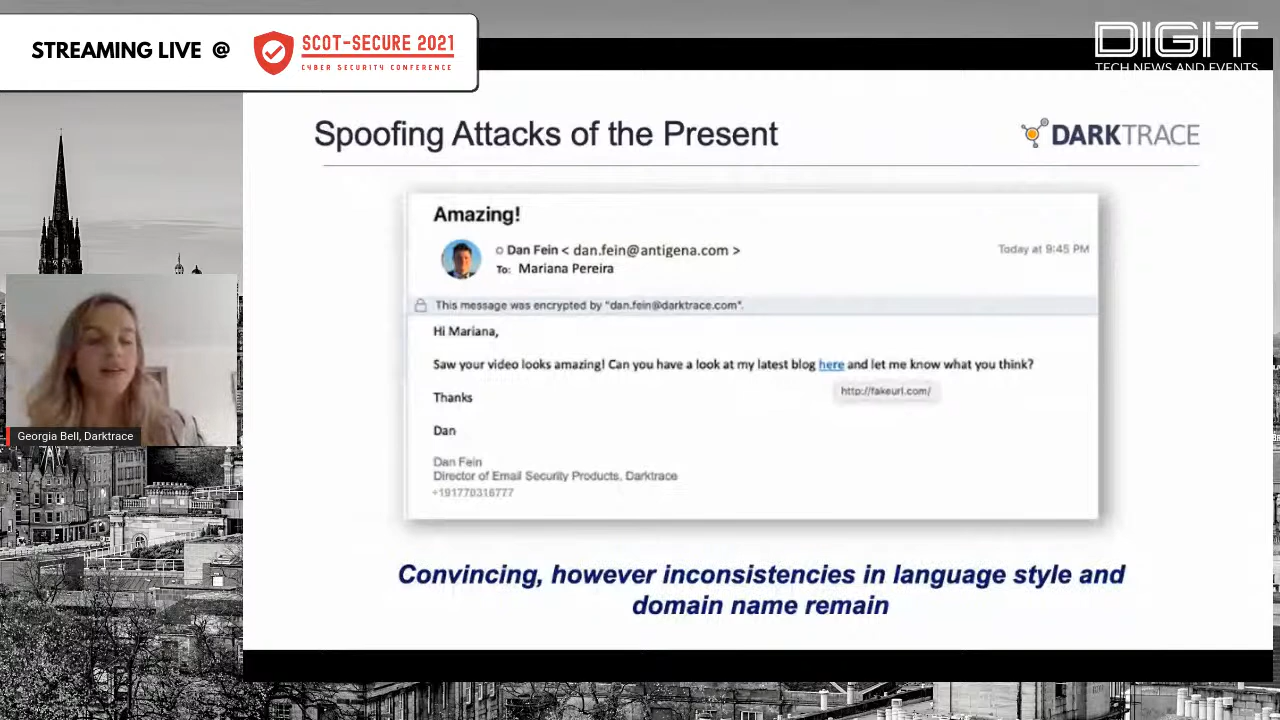 STREAMING LIVE @
SCOT-SECURE 2021
CYBER SECURITY CONFERENCE
DIGIT
TECH NEWS AND EVENTS
Spoofing Attacks of the Present
DARKTRACE
Amazing!
Dan Fein < dan.fein@antigena.com >
Today at 9:45 PM
To: Mariana Pereira
This message was encrypted by "dan.fein@darktrace.com".
Hi Mariana,
Saw your video looks amazing! Can you have a look at my latest blog here and let me know what you think?
http://fakeurl.com/
Thanks
Dan
Dan Fein
Director of Email Security Products, Darktrace
+191770316777
Georgia Bell, Darktrace
Convincing, however inconsistencies in language style and
domain name remain